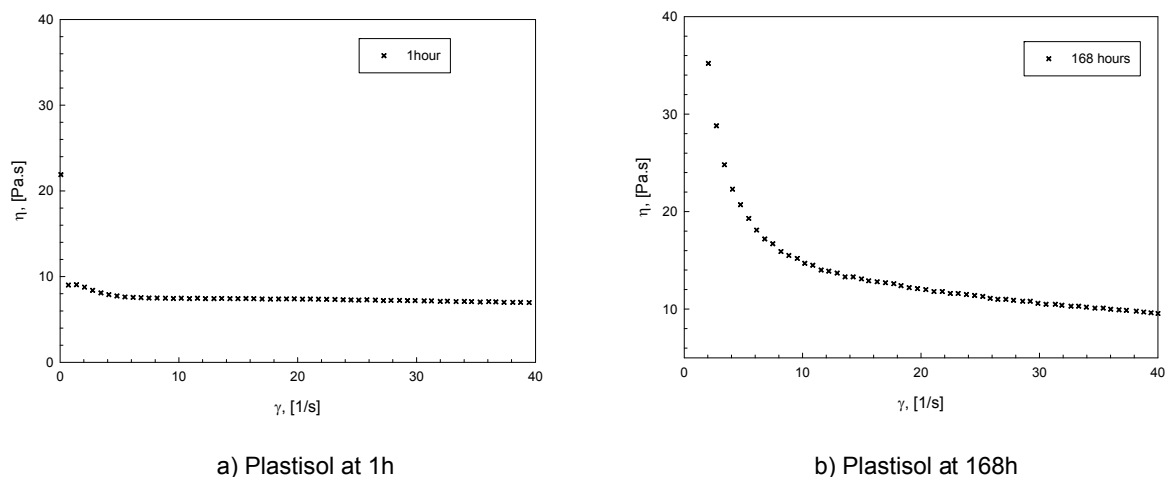 40
30
20
10
0
0 10 20 30 40
η, [Pa.s]
γ, [1/s]
1hour
a) Plastisol at 1h
40
30
20
10
0 10 20 30 40
η, [Pa.s]
γ, [1/s]
168 hours
b) Plastisol at 168h